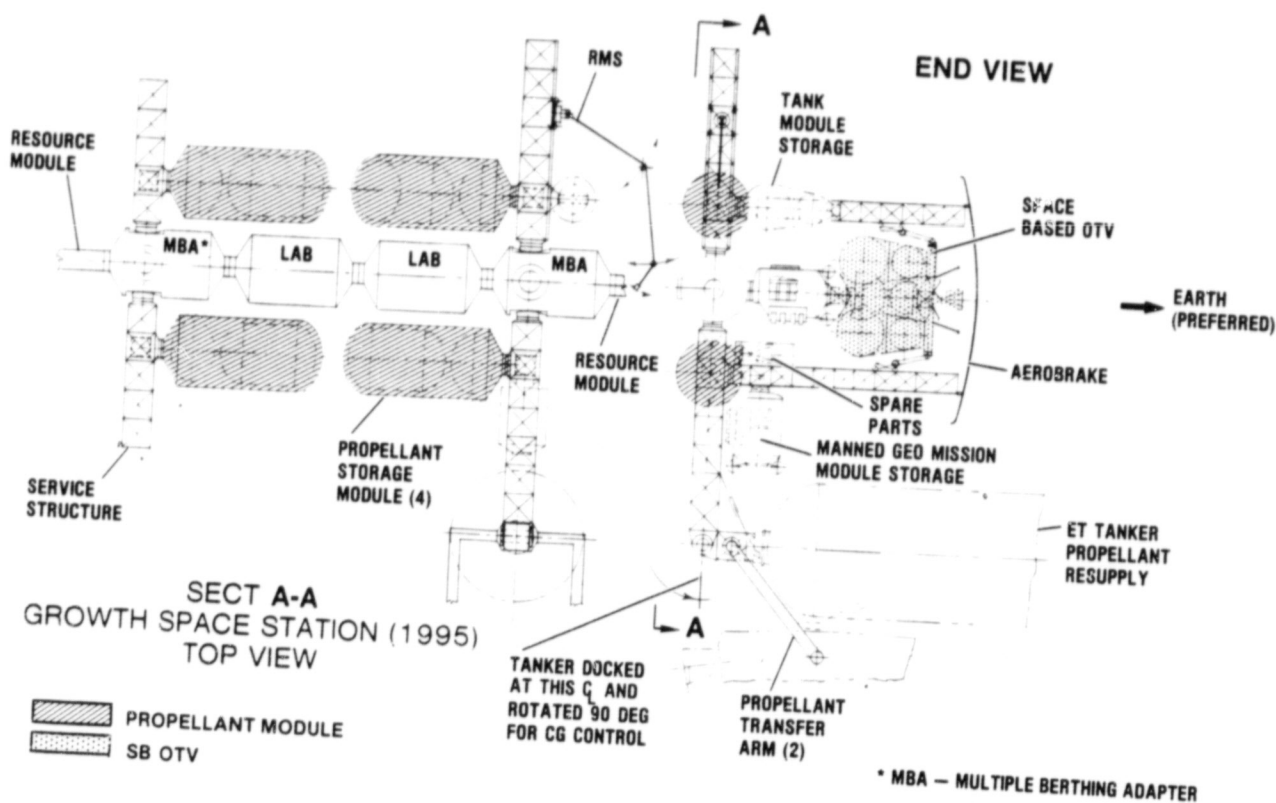 A
END VIEW
RMS
TANK
MODULE
STORAGE
RESOURCE
MODULE
SPACE
BASED OTV
MBA*
LAB
LAB
MBA
EARTH
(PREFERRED)
RESOURCE
MODULE
AEROBRAKE
SPARE
PARTS
MANNED GEO MISSION
MODULE STORAGE
PROPELLANT
STORAGE
MODULE (4)
SERVICE
STRUCTURE
ET TANKER
PROPELLANT
RESUPPLY
SECT A-A
GROWTH SPACE STATION (1995)
TOP VIEW
A
TANKER DOCKED
AT THIS ℄ AND
ROTATED 90 DEG
FOR CG CONTROL
PROPELLANT
TRANSFER
ARM (2)
PROPELLANT MODULE
SB OTV
* MBA — MULTIPLE BERTHING ADAPTER